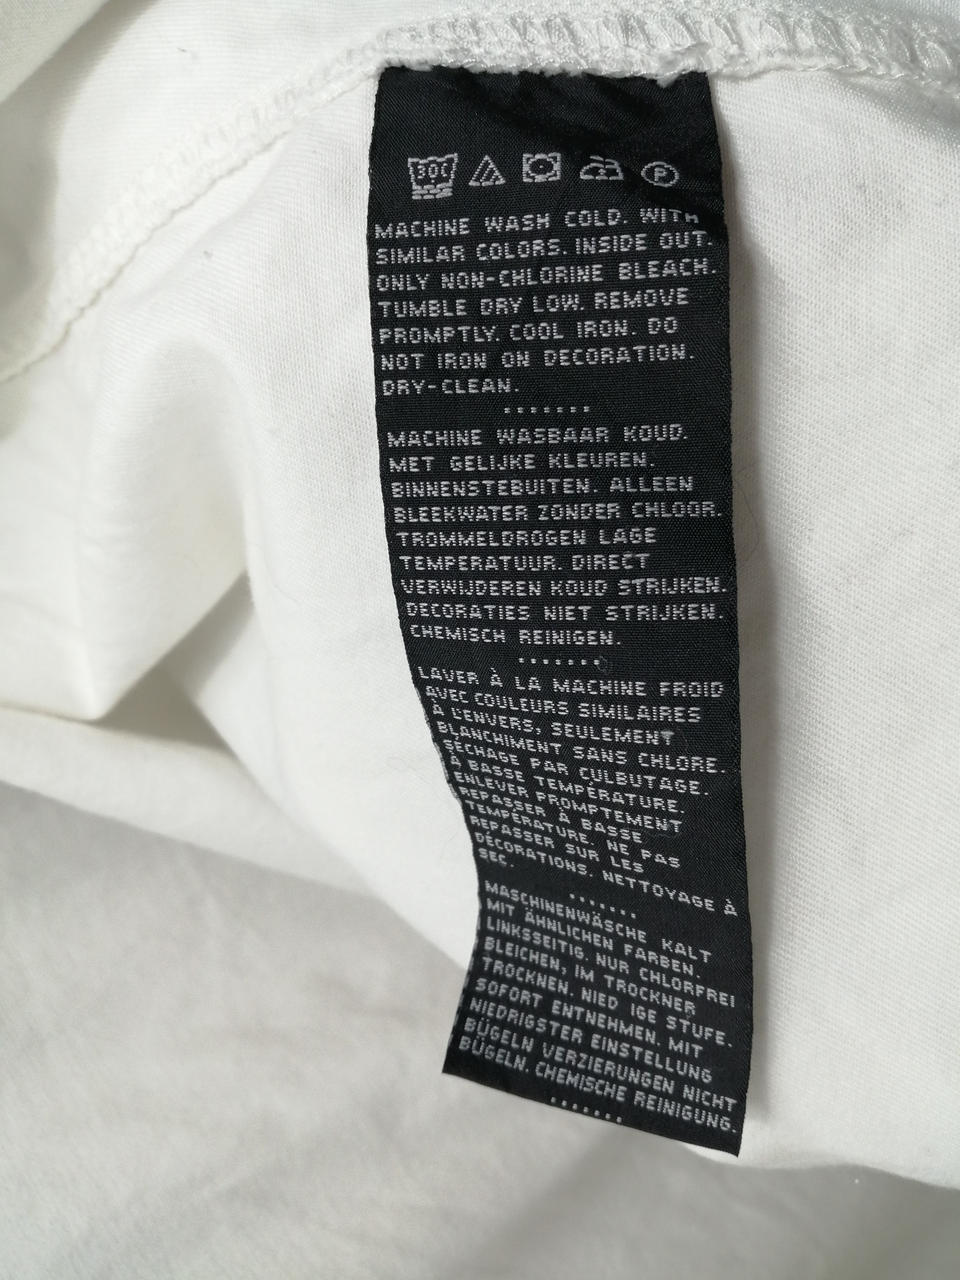 30C P
MACHINE WASH COLD. WITH
SIMILAR COLORS. INSIDE OUT.
ONLY NON-CHLORINE BLEACH.
TUMBLE DRY LOW. REMOVE
PROMPTLY. COOL IRON. DO
NOT IRON ON DECORATION.
DRY-CLEAN.
MACHINE WASBAAR KOUD.
MET GELIJKE KLEUREN.
BINNENSTEBUITEN. ALLEEN
BLEEKWATER ZONDER CHLOOR.
TROMMELDROGEN LAGE
TEMPERATUUR. DIRECT
VERWIJDEREN KOUD STRIJKEN.
DECORATIES NIET STRIJKEN.
CHEMISCH REINIGEN.
LAVER À LA MACHINE FROID
AVEC COULEURS SIMILAIRES
À L'ENVERS, SEULEMENT
BLANCHIMENT SANS CHLORE.
SÉCHAGE PAR CULBUTAGE.
À BASSE TEMPÉRATURE.
ENLEVER PROMPTEMENT
REPASSER À BASSE
TEMPÉRATURE. NE PAS
REPASSER SUR LES
DÉCORATIONS. NETTOYAGE À
SEC.
MASCHINENWÄSCHE KALT
MIT ÄHNLICHEN FARBEN.
LINKSSEITIG. NUR CHLORFREI
BLEICHEN, IM TROCKNER
TROCKNEN. NIED IGE STUFE.
SOFORT ENTNEHMEN. MIT
NIEDRIGSTER EINSTELLUNG
BÜGELN VERZIERUNGEN NICHT
BÜGELN. CHEMISCHE REINIGUNG.